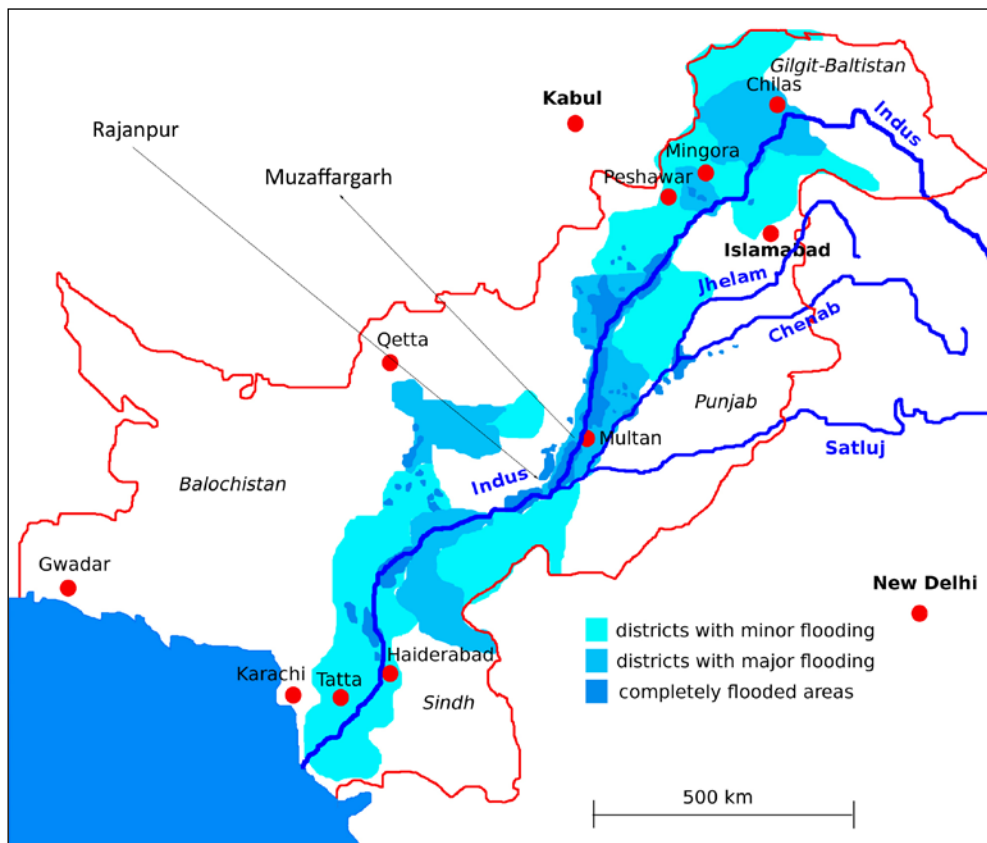 Gilgit-Baltistan
Chilas
Kabul
Indus
Rajanpur
Mingora
Muzaffargarh
Peshawar
Islamabad
Jhelam
Chenab
Qetta
Punjab
Multan
Satluj
Indus
Balochistan
Gwadar
New Delhi
districts with minor flooding
Haiderabad
districts with major flooding
Karachi
Tatta
Sindh
completely flooded areas
500 km